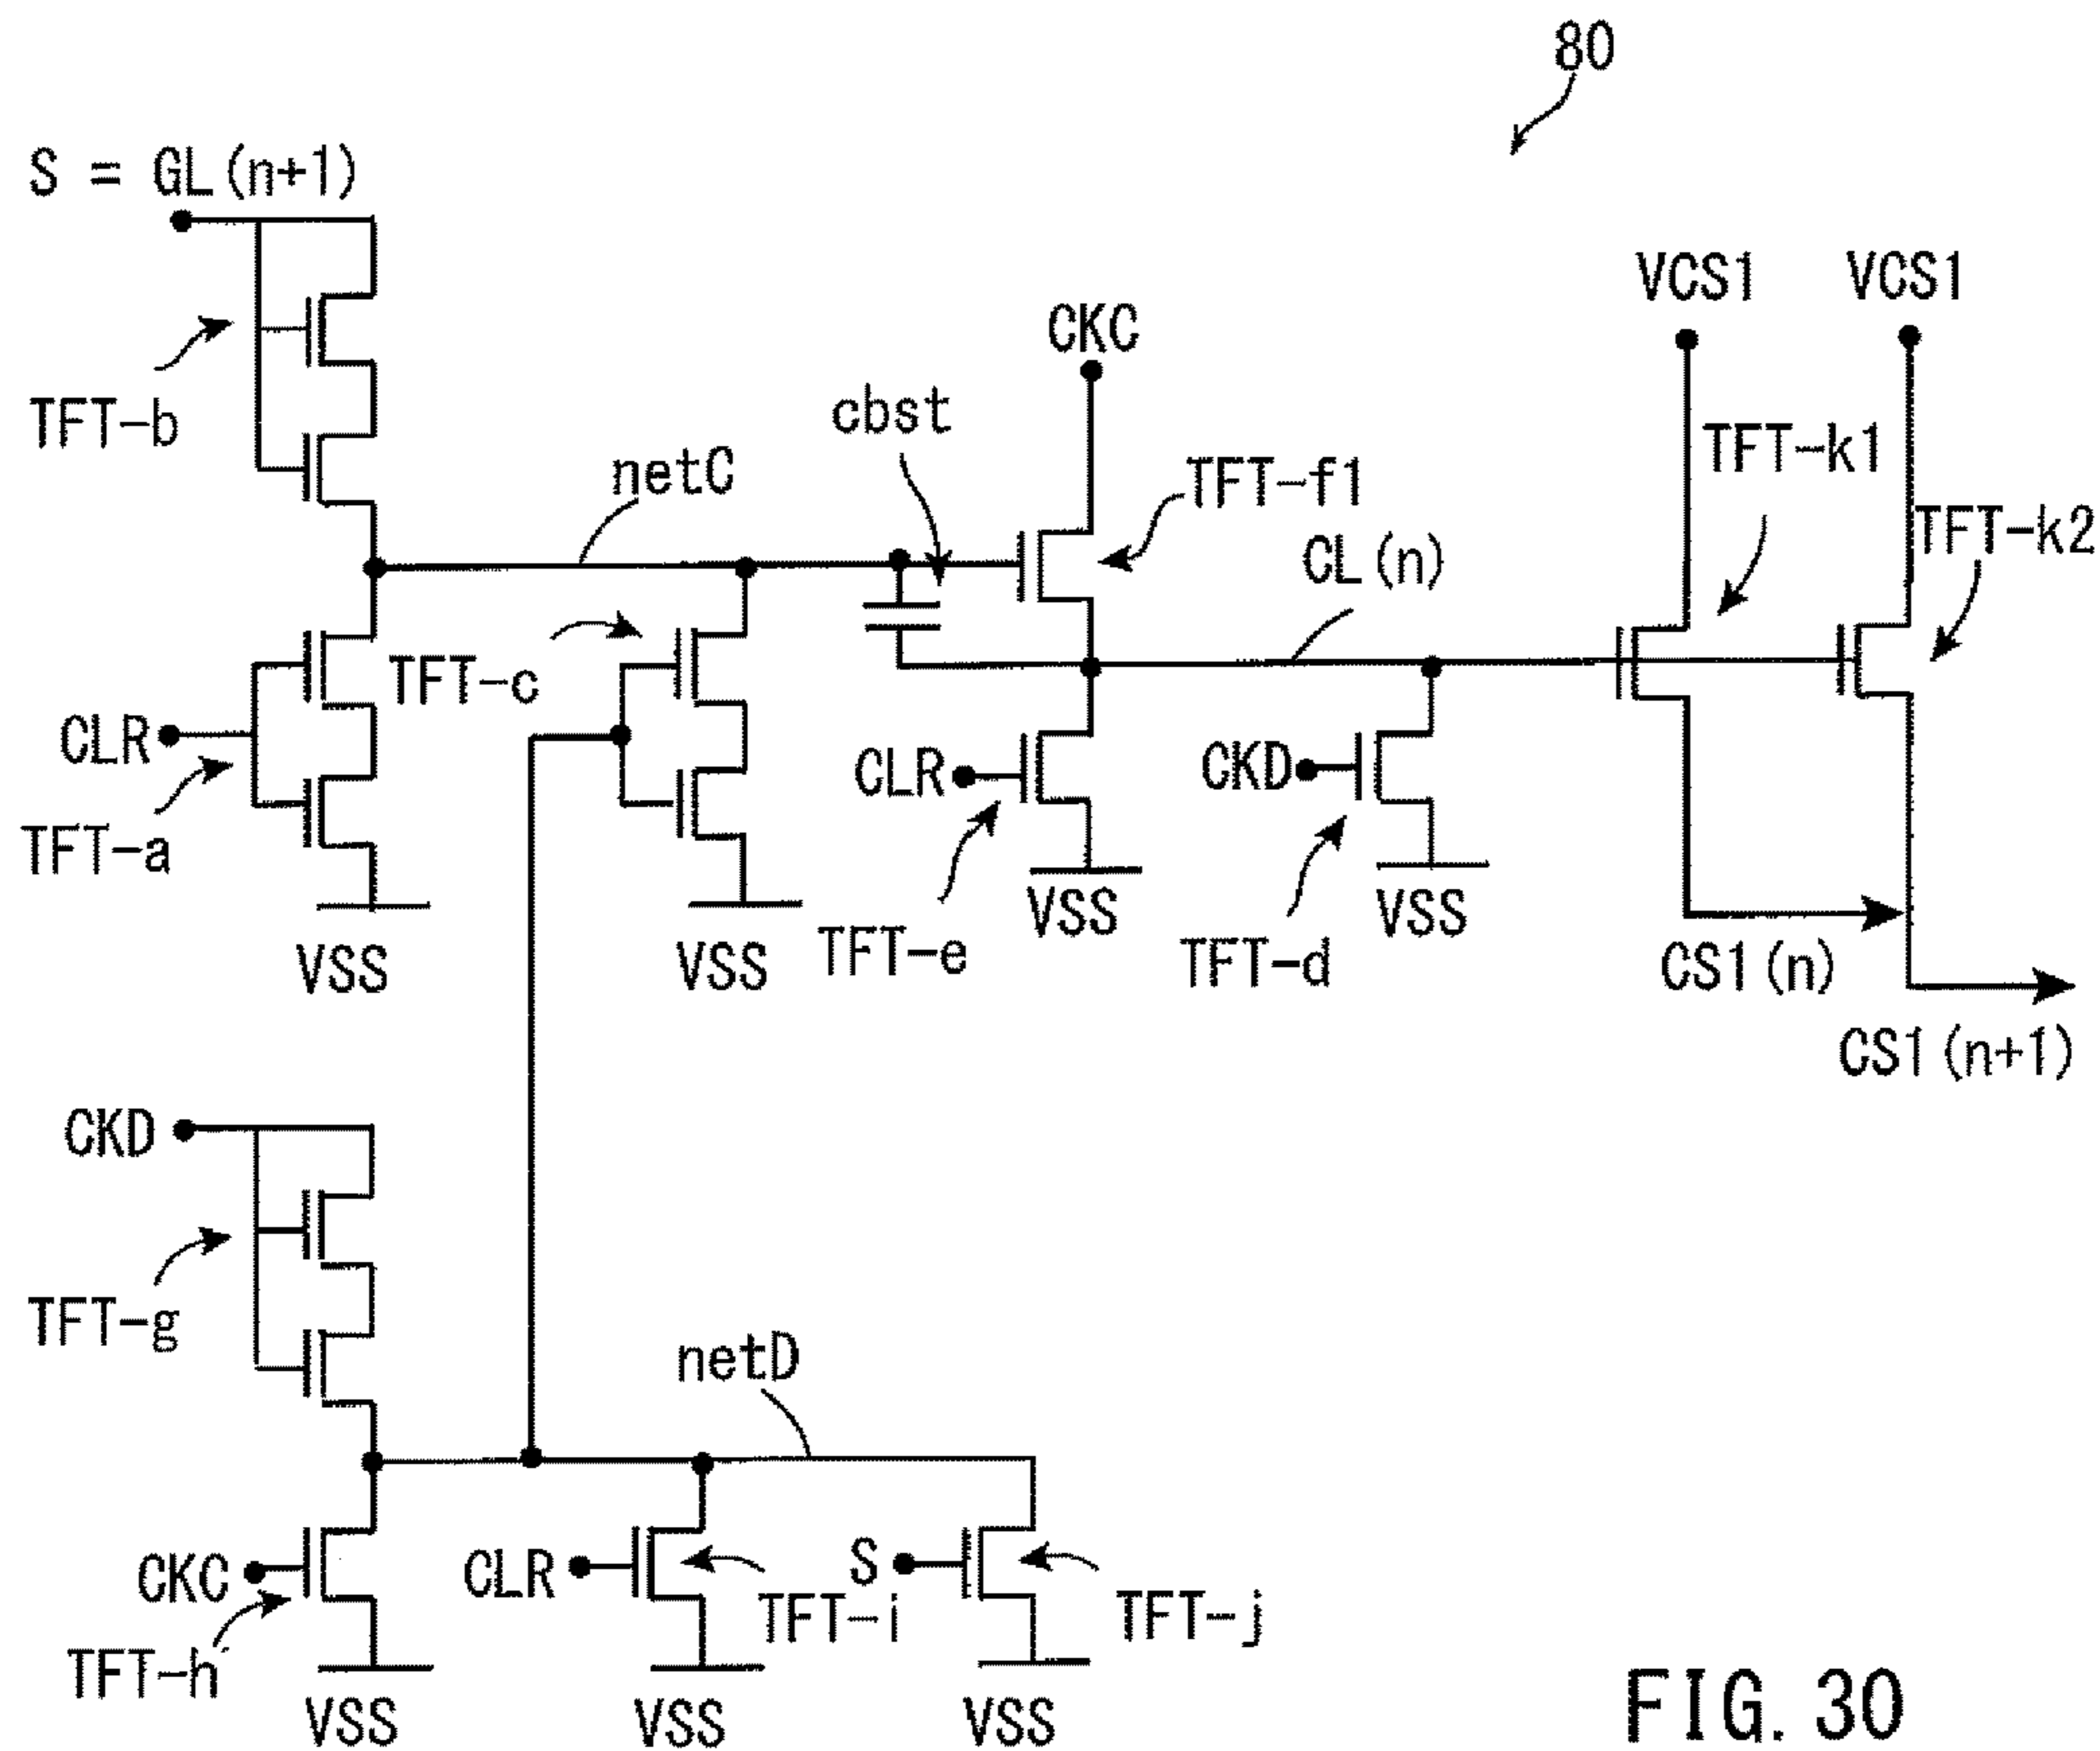 80
S = GL(n+1)
VCS1
VCS1
CKC
cbst
TFT-b
TFT-k1
netC
TFT-f1
TFT-k2
CL(n)
TFT-c
CLR
CLR
CKD
TFT-a
VSS
VSS
TFT-e
VSS
VSS
TFT-d
CS1(n)
CS1(n+1)
CKD
TFT-g
netD
CKC
CLR
S
TFT-i
TFT-j
TFT-h
VSS
VSS
VSS
FIG. 30